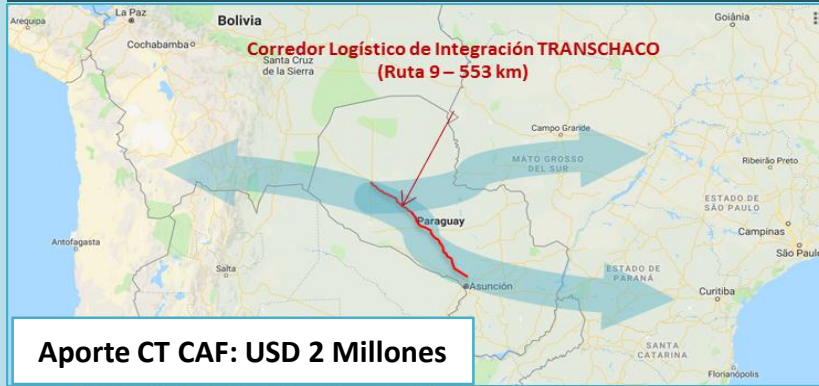 La Paz
Arequipa
Bolivia
Goiânia
Cochabamba
Corredor Logístico de Integración TRANSCHACO
(Ruta 9 – 553 km)
Santa Cruz
de la Sierra
Campo Grande
MATO GROSSO
DO SUL
Ribeirão Preto
Paraguay
ESTADO DE
SÃO PAULO
Campinas
São Paulo
Antofagasta
Salta
Asunción
ESTADO DE
PARANÁ
Curitiba
Aporte CT CAF: USD 2 Millones
SANTA
CATARINA
Florianópolis